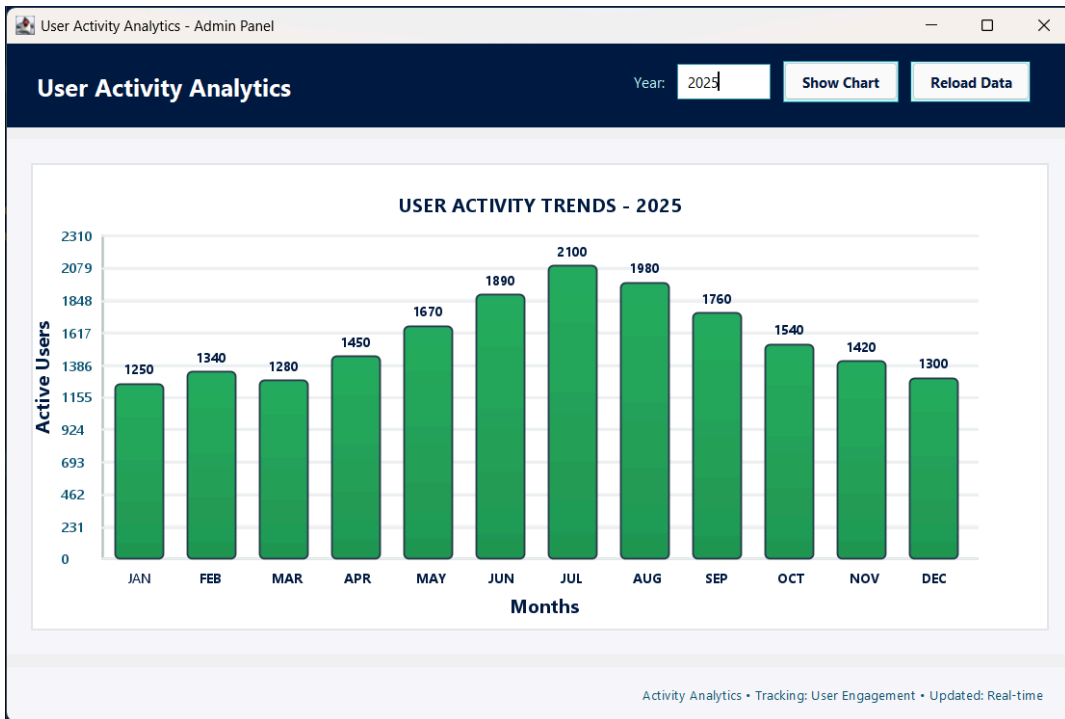 User Activity Analytics - Admin Panel
User Activity Analytics
Year: 2025 Show Chart Reload Data
USER ACTIVITY TRENDS - 2025
Active Users
2310
2079
1848
1617
1386
1155
924
693
462
231
0
1250 1340 1280 1450 1670 1890 2100 1980 1760 1540 1420 1300
JAN FEB MAR APR MAY JUN JUL AUG SEP OCT NOV DEC
Months
Activity Analytics • Tracking: User Engagement • Updated: Real-time